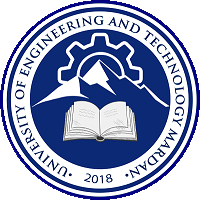 UNIVERSITY OF ENGINEERING AND TECHNOLOGY MARDAN
2018